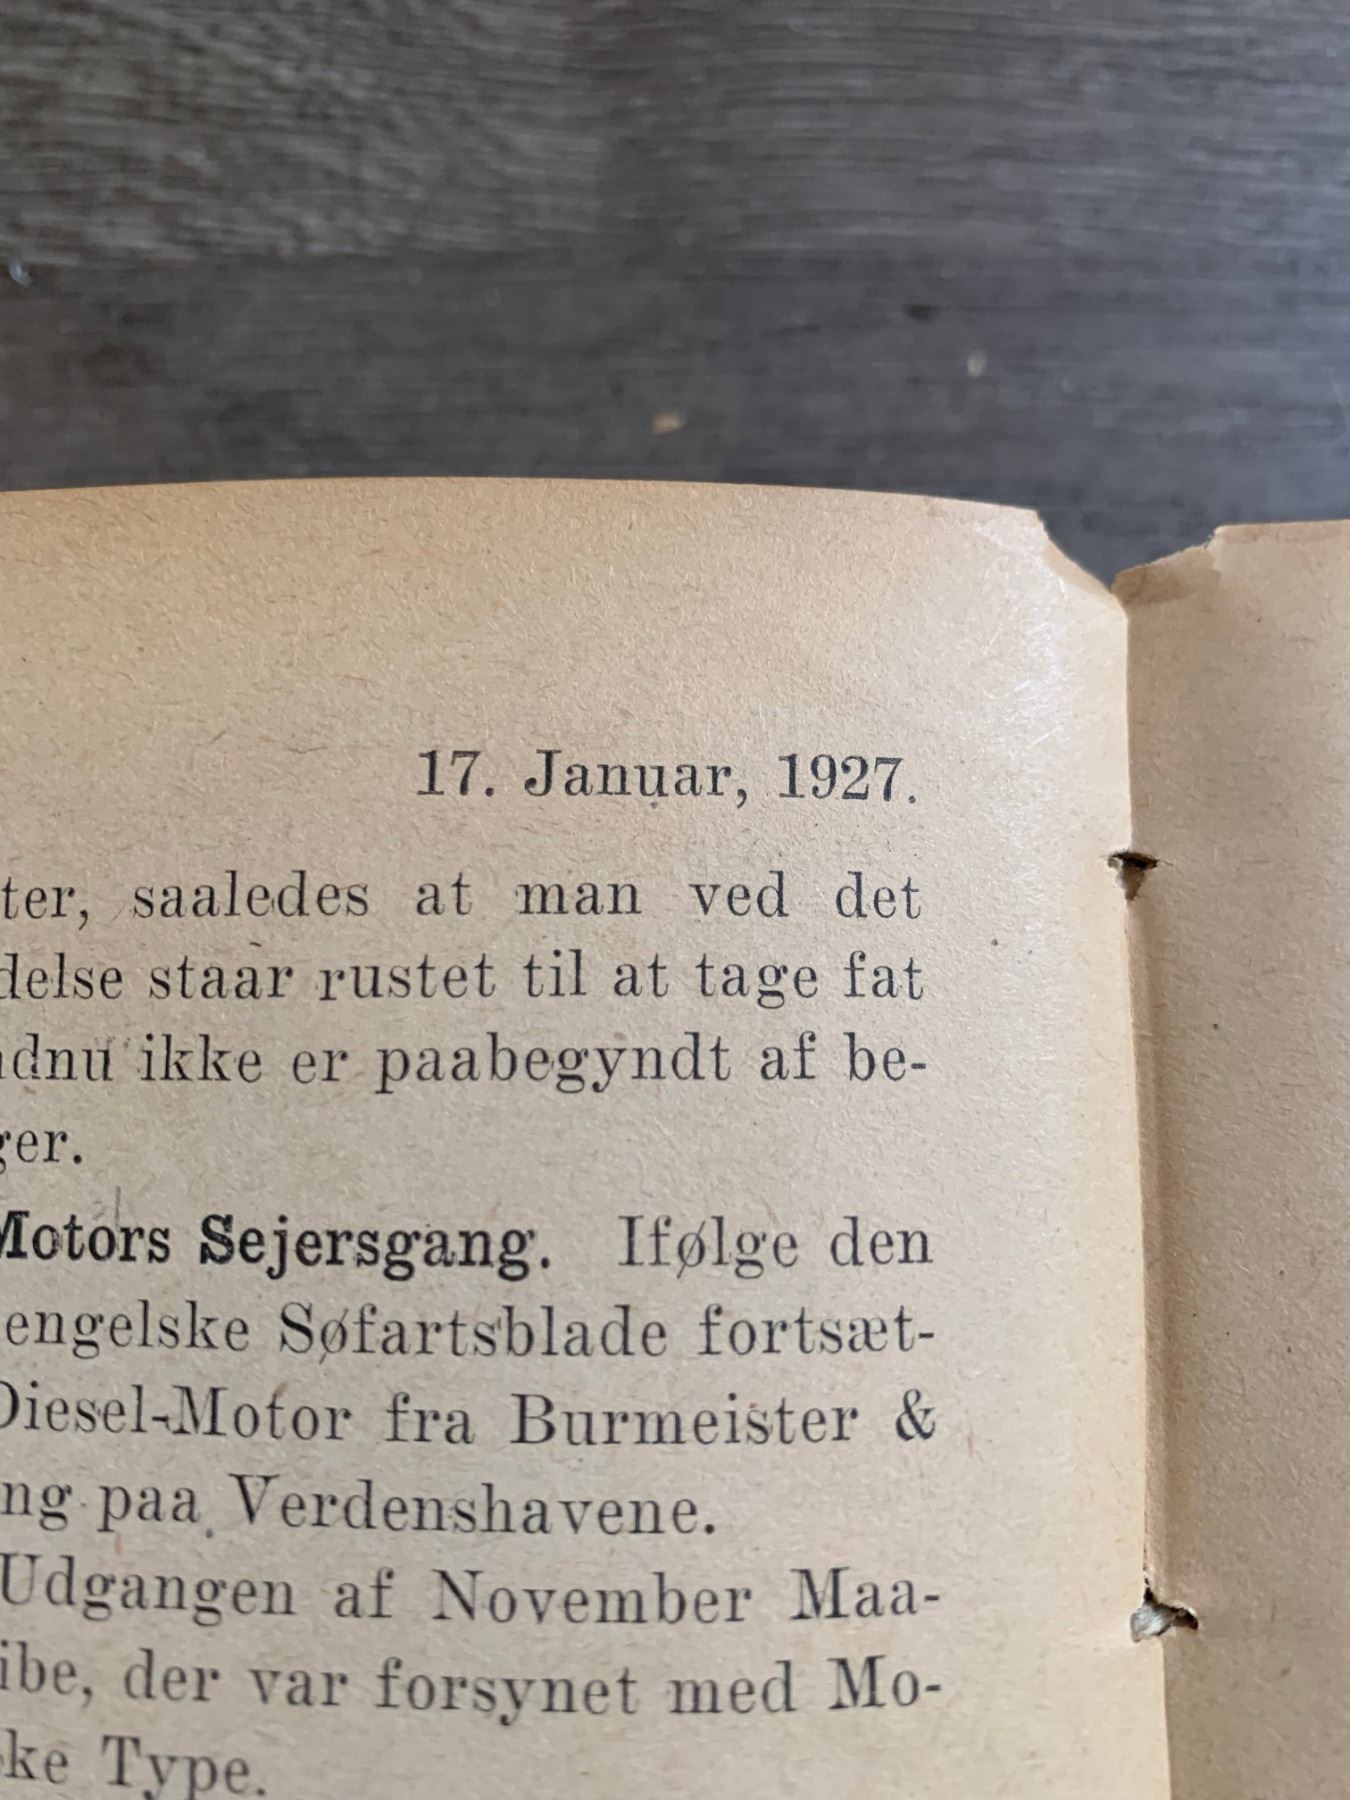 17. Januar, 1927.
ter, saaledes at man ved det
delse staar rustet til at tage fat
dnu ikke er paabegyndt af be-
ger.
Motors Sejersgang. Ifølge den
engelske Søfartsblade fortsæt-
Diesel-Motor fra Burmeister &
ng paa Verdenshavene.
Udgangen af November Maa-
ibe, der var forsynet med Mo-
ke Type.